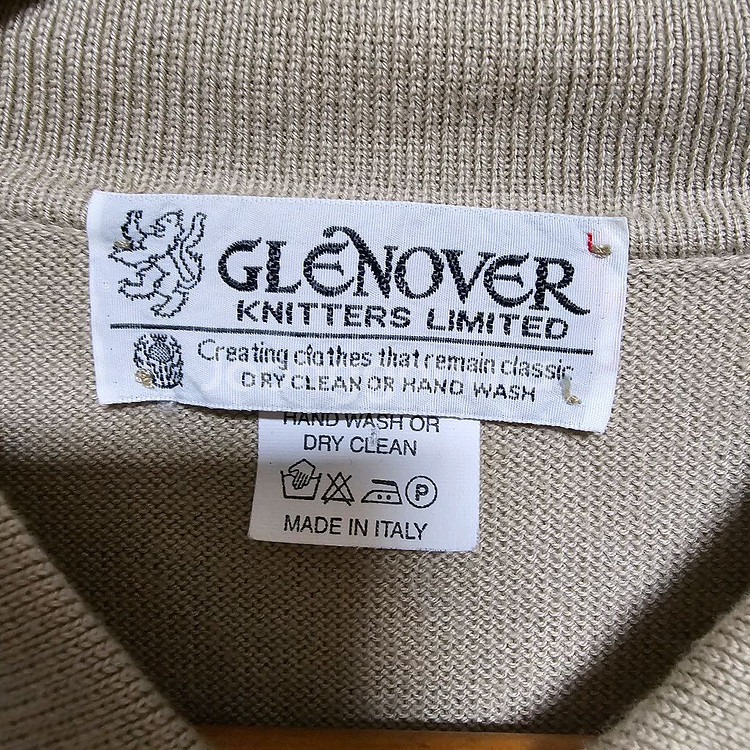 GLENOVER
KNITTERS LIMITED
Creating clothes that remain classic
DRY CLEAN OR HAND WASH
HAND WASH OR
DRY CLEAN
P
MADE IN ITALY